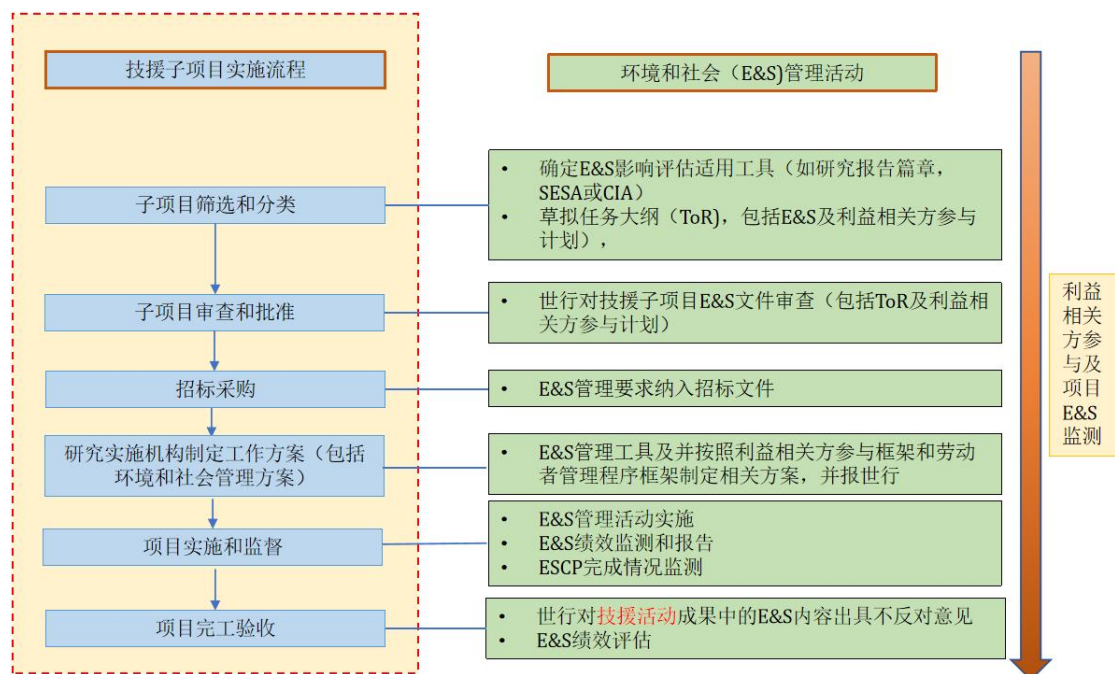 技援子项目实施流程
环境和社会（E&S)管理活动
子项目筛选和分类
• 确定E&S影响评估适用工具（如研究报告篇章，
SESA或CIA）
• 草拟任务大纲（ToR)，包括E&S及利益相关方参与
计划），
子项目审查和批准
• 世行对技援子项目E&S文件审查（包括ToR及利益相
关方参与计划）
招标采购
• E&S管理要求纳入招标文件
研究实施机构制定工作方案（包括
环境和社会管理方案）
• E&S管理工具及并按照利益相关方参与框架和劳动
者管理程序框架制定相关方案，并报世行
项目实施和监督
• E&S管理活动实施
• E&S绩效监测和报告
• ESCP完成情况监测
项目完工验收
• 世行对技援活动成果中的E&S内容出具不反对意见
• E&S绩效评估
利益
相关
方参
与及
项目
E&S
监测